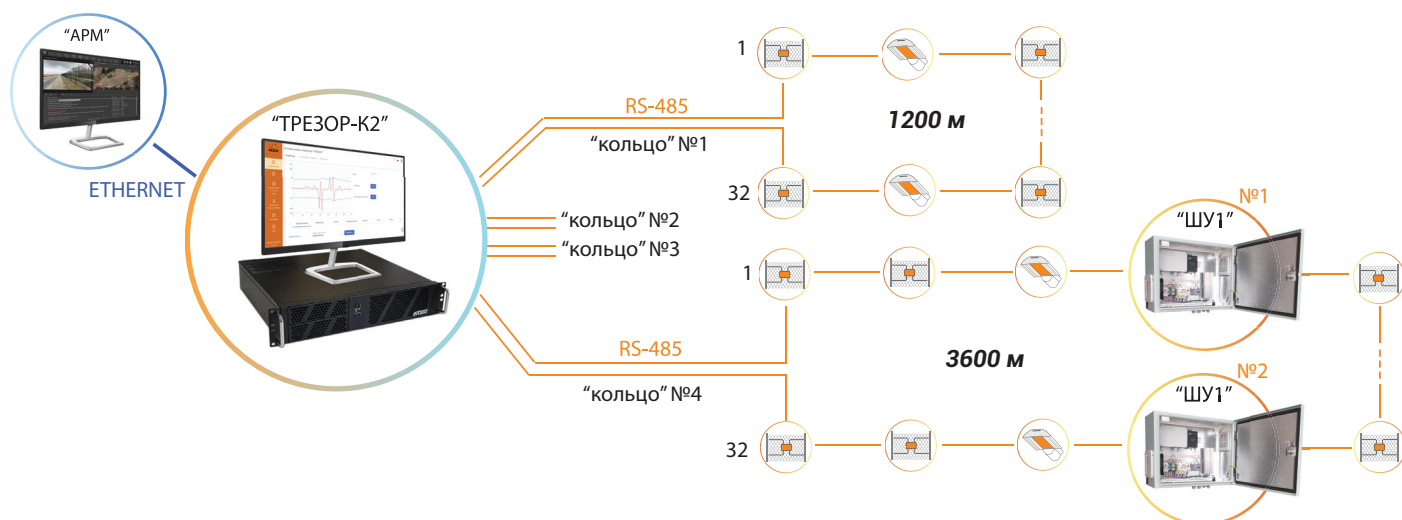 “АРМ”
ETHERNET
“ТРЕЗОР-К2”
RS-485
“кольцо” №1
“кольцо” №2
“кольцо” №3
RS-485
“кольцо” №4
1
1200 м
32
1
№1
“ШУ1”
3600 м
№2
“ШУ1”
32